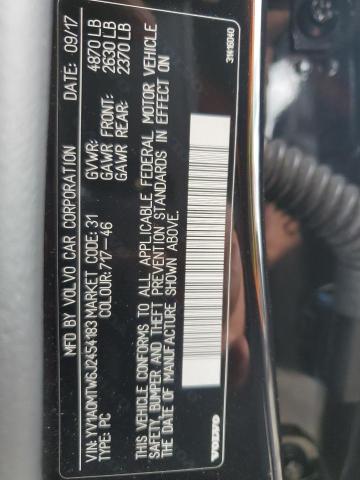 MFD BY VOLVO CAR CORPORATION 09/17
GVWR: 4870 LB
GAWR FRONT: 2630 LB
GAWR REAR: 2370 LB
VIN: YV1A0MTW6J2454183 MARKET CODE: 31
TYPE: PC COLOUR: 717-46
THIS VEHICLE CONFORMS TO ALL APPLICABLE FEDERAL MOTOR VEHICLE
SAFETY, BUMPER AND THEFT PREVENTION STANDARDS IN EFFECT ON
THE DATE OF MANUFACTURE SHOWN ABOVE.
VOLVO
31416040